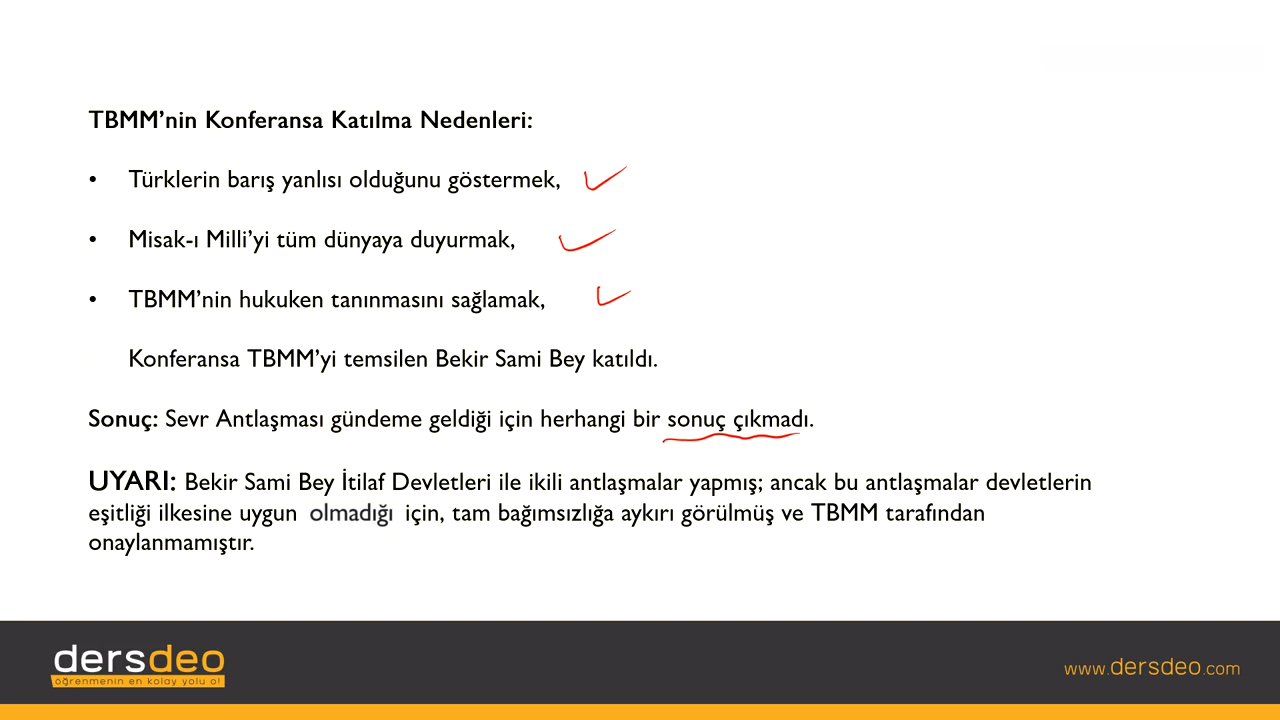 TBMM’nin Konferansa Katılma Nedenleri:
• Türklerin barış yanlısı olduğunu göstermek,
• Misak-ı Milli’yi tüm dünyaya duyurmak,
• TBMM’nin hukuken tanınmasını sağlamak,
Konferansa TBMM’yi temsilen Bekir Sami Bey katıldı.
Sonuç: Sevr Antlaşması gündeme geldiği için herhangi bir sonuç çıkmadı.
UYARI: Bekir Sami Bey İtilaf Devletleri ile ikili antlaşmalar yapmış; ancak bu antlaşmalar devletlerin
eşitliği ilkesine uygun olmadığı için, tam bağımsızlığa aykırı görülmüş ve TBMM tarafından
onaylanmamıştır.
dersdeo
öğrenmenin en kolay yolu o!
www.dersdeo.com